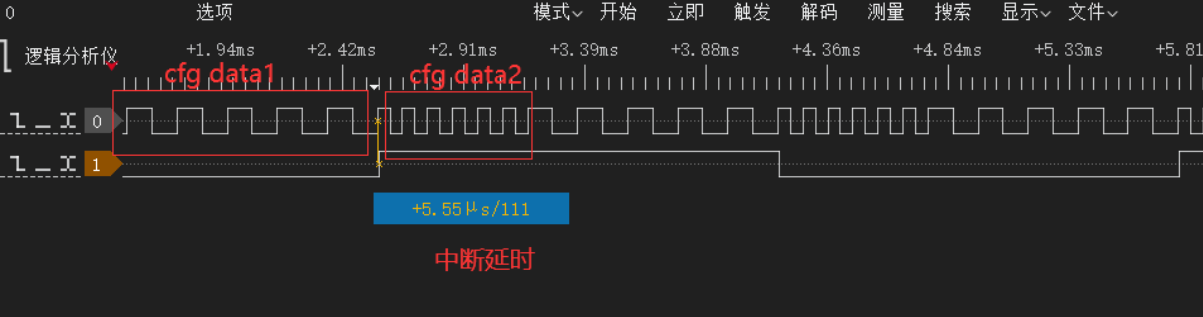 0 选项 模式 开始 立即 触发 解码 测量 搜索 显示 文件
逻辑分析仪 +1.94ms +2.42ms +2.91ms +3.39ms +3.88ms +4.36ms +4.84ms +5.33ms +5.81
cfg data1 cfg data2
0
1
+5.55μs/111
中断延时